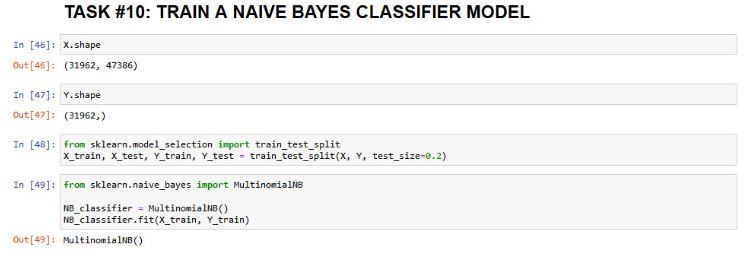 TASK #10: TRAIN A NAIVE BAYES CLASSIFIER MODEL
In [46]: X.shape
Out[46]: (31962, 47386)
In [47]: Y.shape
Out[47]: (31962,)
In [48]: from sklearn.model_selection import train_test_split
X_train, X_test, Y_train, Y_test = train_test_split(X, Y, test_size=0.2)
In [49]: from sklearn.naive_bayes import MultinomialNB
NB_classifier = MultinomialNB()
NB_classifier.fit(X_train, Y_train)
Out[49]: MultinomialNB()